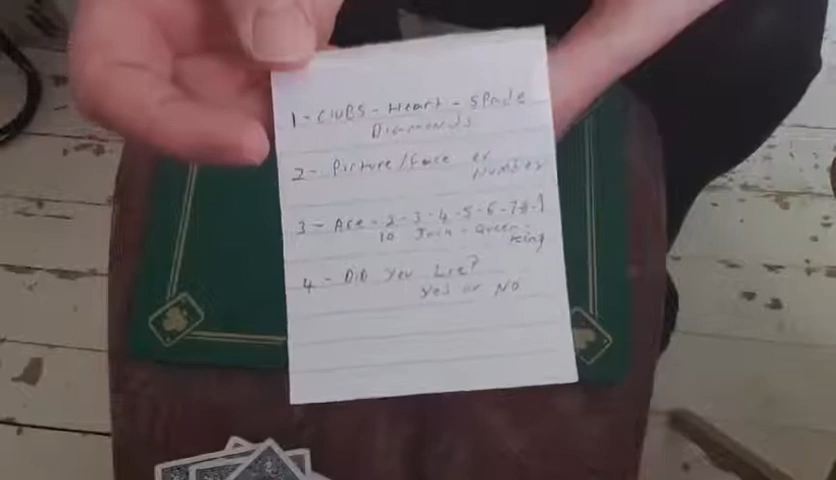 1- CLUBS - Heart - SPade
Diamonds
2- Picture/Face or
Number
3- Ace - 2 - 3 - 4 - 5 - 6 - 7 - 8 - 9
10 Jack - Queen -
King
4- DiD You Lie?
Yes or No